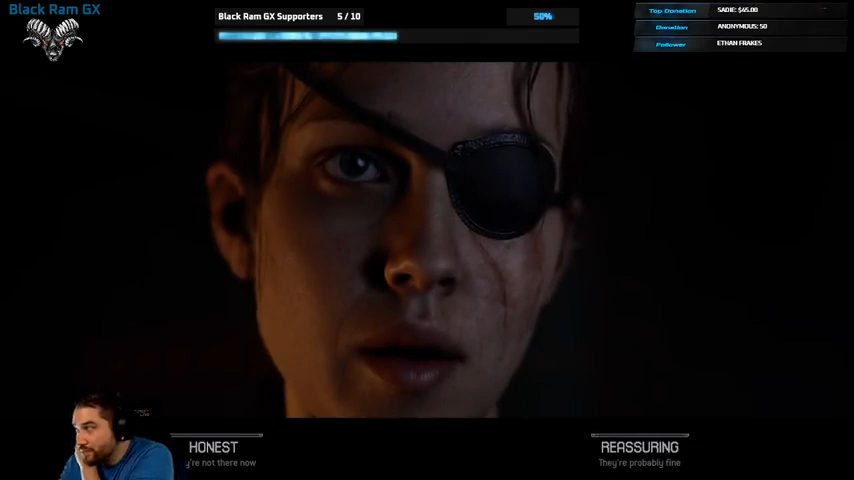 Black Ram GX
Black Ram GX Supporters 5 / 10
50%
Top Donation SADIE: $45.00
Donation ANONYMOUS: 50
Follower ETHAN FRAKES
HONEST
're not there now
REASSURING
They're probably fine